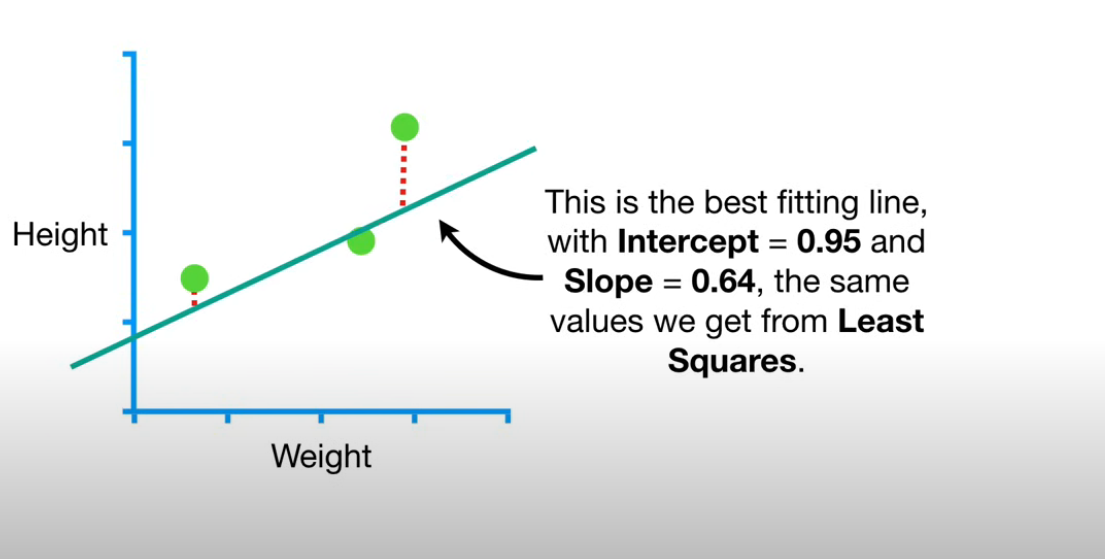 Height
Weight
This is the best fitting line,
with Intercept = 0.95 and
Slope = 0.64, the same
values we get from Least
Squares.